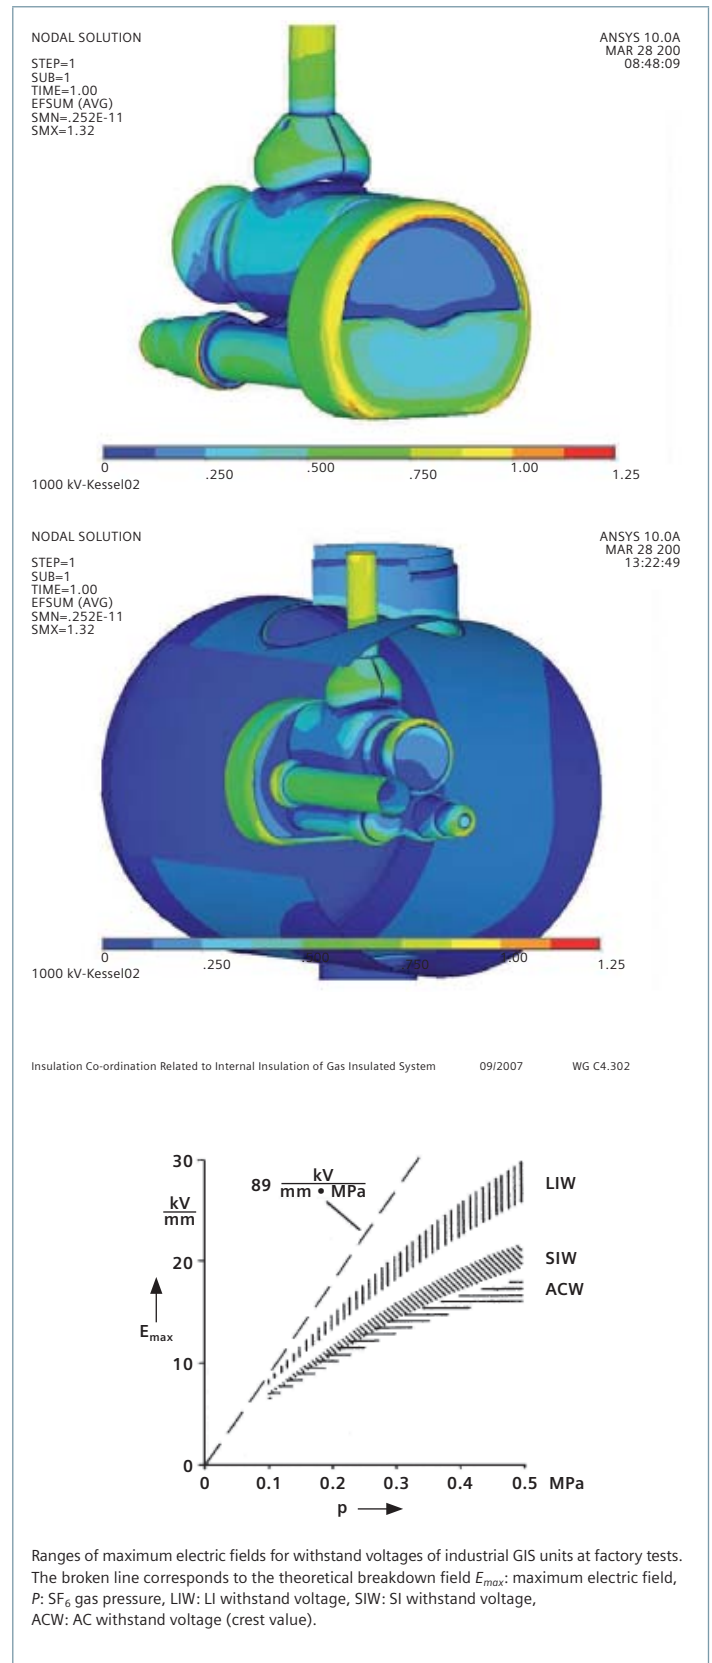 NODAL SOLUTION
STEP=1
SUB=1
TIME=1.00
EFSUM (AVG)
SMN=.252E-11
SMX=1.32
ANSYS 10.0A
MAR 28 200
08:48:09
0 .250 .500 .750 1.00 1.25
1000 kV-Kessel02
NODAL SOLUTION
STEP=1
SUB=1
TIME=1.00
EFSUM (AVG)
SMN=.252E-11
SMX=1.32
ANSYS 10.0A
MAR 28 200
13:22:49
0 .250 .500 .750 1.00 1.25
1000 kV-Kessel02
Insulation Co-ordination Related to Internal Insulation of Gas Insulated System 09/2007 WG C4.302
30
kV
mm
20
Emax
10
0
89 kV
mm • MPa
LIW
SIW
ACW
0 0.1 0.2 0.3 0.4 0.5 MPa
p
Ranges of maximum electric fields for withstand voltages of industrial GIS units at factory tests.
The broken line corresponds to the theoretical breakdown field Emax: maximum electric field,
P: SF6 gas pressure, LIW: LI withstand voltage, SIW: SI withstand voltage,
ACW: AC withstand voltage (crest value).